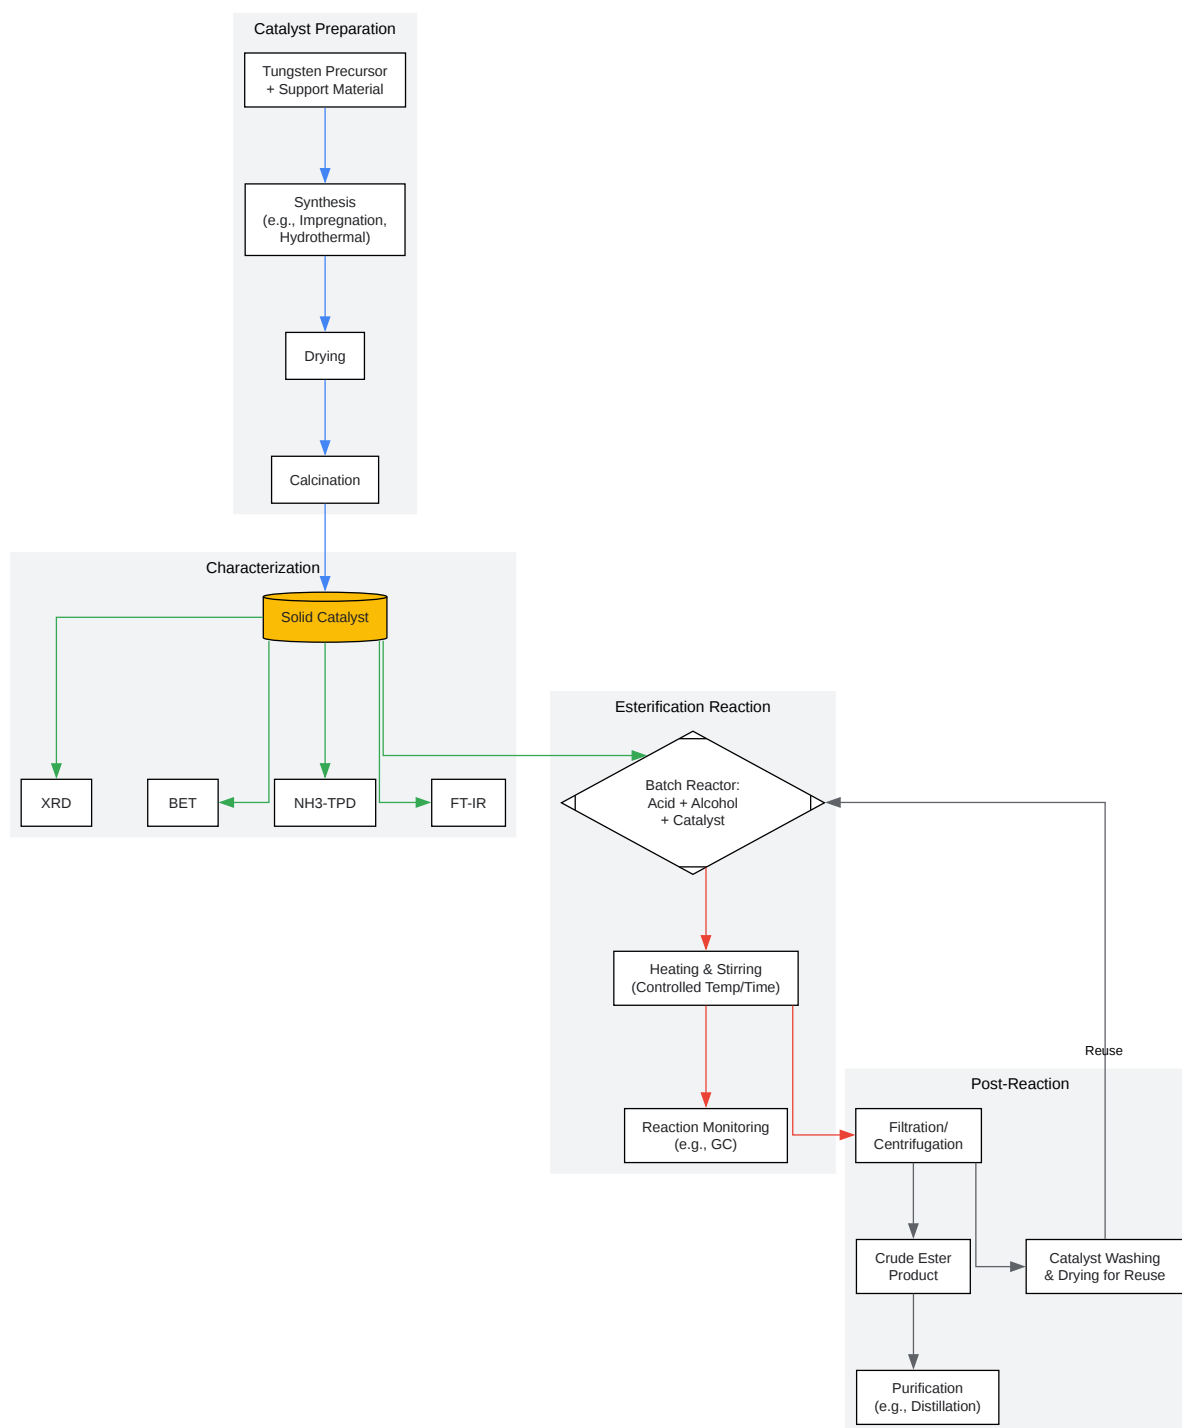 Catalyst Preparation
Tungsten Precursor
+ Support Material
Synthesis
(e.g., Impregnation,
Hydrothermal)
Drying
Calcination
Characterization
Solid Catalyst
XRD
BET
NH3-TPD
FT-IR
Esterification Reaction
Batch Reactor:
Acid + Alcohol
+ Catalyst
Heating & Stirring
(Controlled Temp/Time)
Reaction Monitoring
(e.g., GC)
Reuse
Post-Reaction
Filtration/
Centrifugation
Crude Ester
Product
Catalyst Washing
& Drying for Reuse
Purification
(e.g., Distillation)